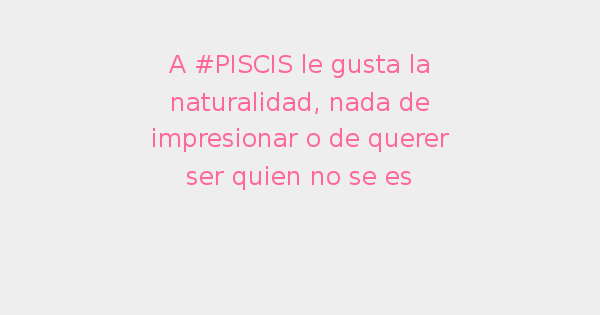 A #PISCIS le gusta la
naturalidad, nada de
impresionar o de querer
ser quien no se es